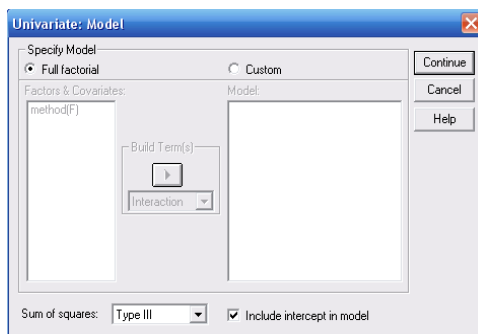 Univariate: Model
Specify Model
Full factorial
Custom
Continue
Cancel
Help
Factors & Covariates:
Model:
method(F)
Build Term(s)
Interaction
Sum of squares: Type III
Include intercept in model